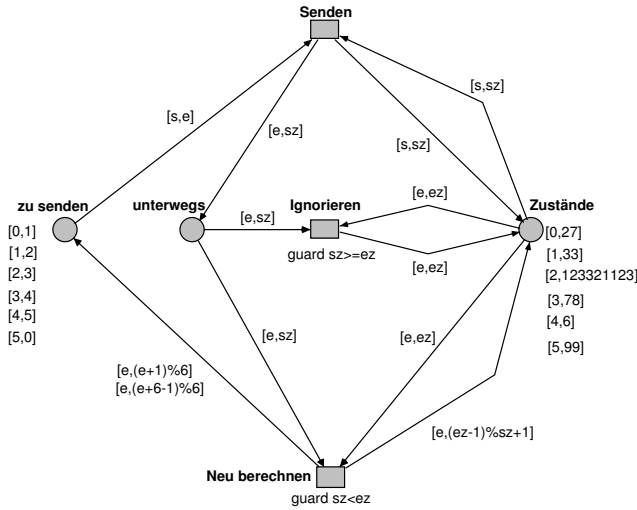 Senden
[s,sz]
[s,e]
[e,sz]
[s,sz]
zu senden
unterwegs
Ignorieren
[e,ez]
Zustände
[e,sz]
[0,1]
[1,2]
[2,3]
[3,4]
[4,5]
[5,0]
guard sz>=ez
[e,ez]
[0,27]
[1,33]
[2,123321123]
[3,78]
[4,6]
[5,99]
[e,sz]
[e,ez]
[e,(e+1)%6]
[e,(e+6-1)%6]
[e,(ez-1)%sz+1]
Neu berechnen
guard sz<ez